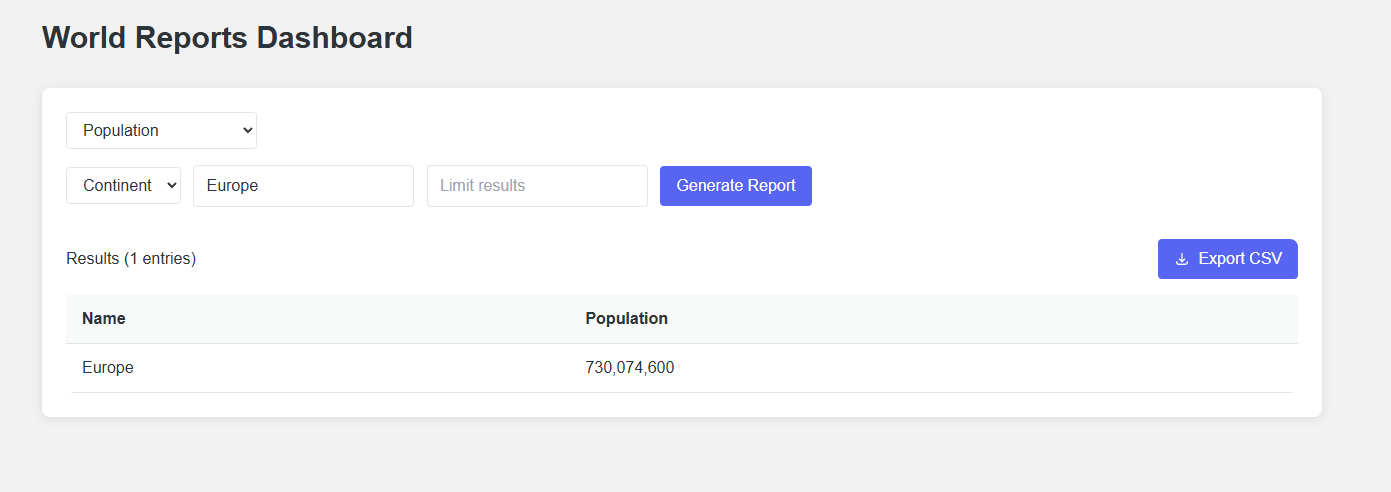 World Reports Dashboard
Population
Continent Europe Limit results Generate Report
Results (1 entries) Export CSV
Name Population
Europe 730,074,600